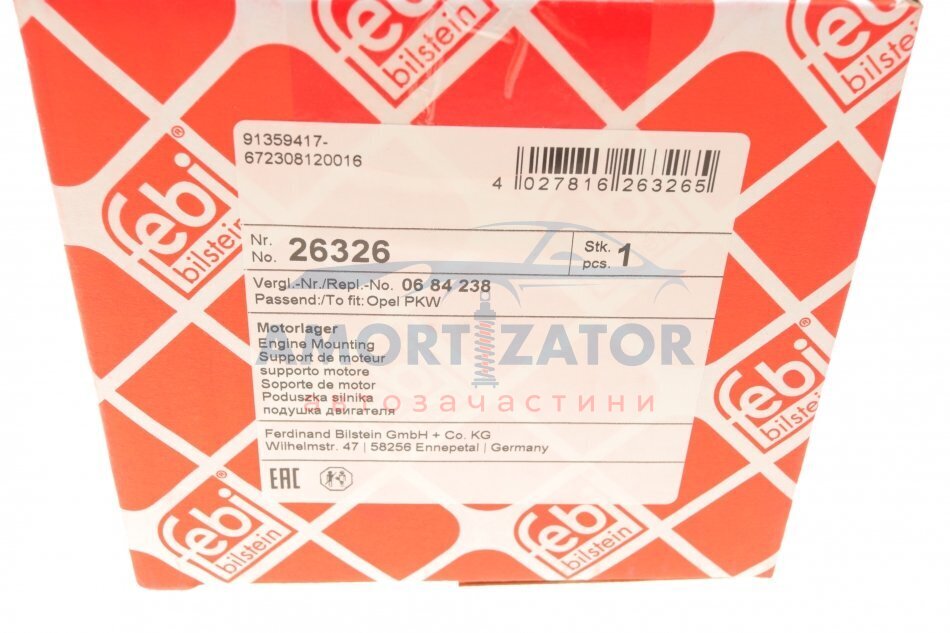 febi
bilstein
febi
bilstein
91359417-
672308120016
4 027816 263265
febi
bilstein
Nr.
No. 26326
Stk.
pcs. 1
Vergl.-Nr./Repl.-No. 06 84 238
Passend:/To fit: Opel PKW
Motorlager
Engine Mounting
Support de moteur
supporto motore
Soporte de motor
Poduszka silnika
подушка двигателя
AMORTIZATOR
автозачастини
febi
bilstein
Ferdinand Bilstein GmbH + Co. KG
Wilhelmstr. 47 | 58256 Ennepetal | Germany
EAC
febi
bilstein
febi
bilstein